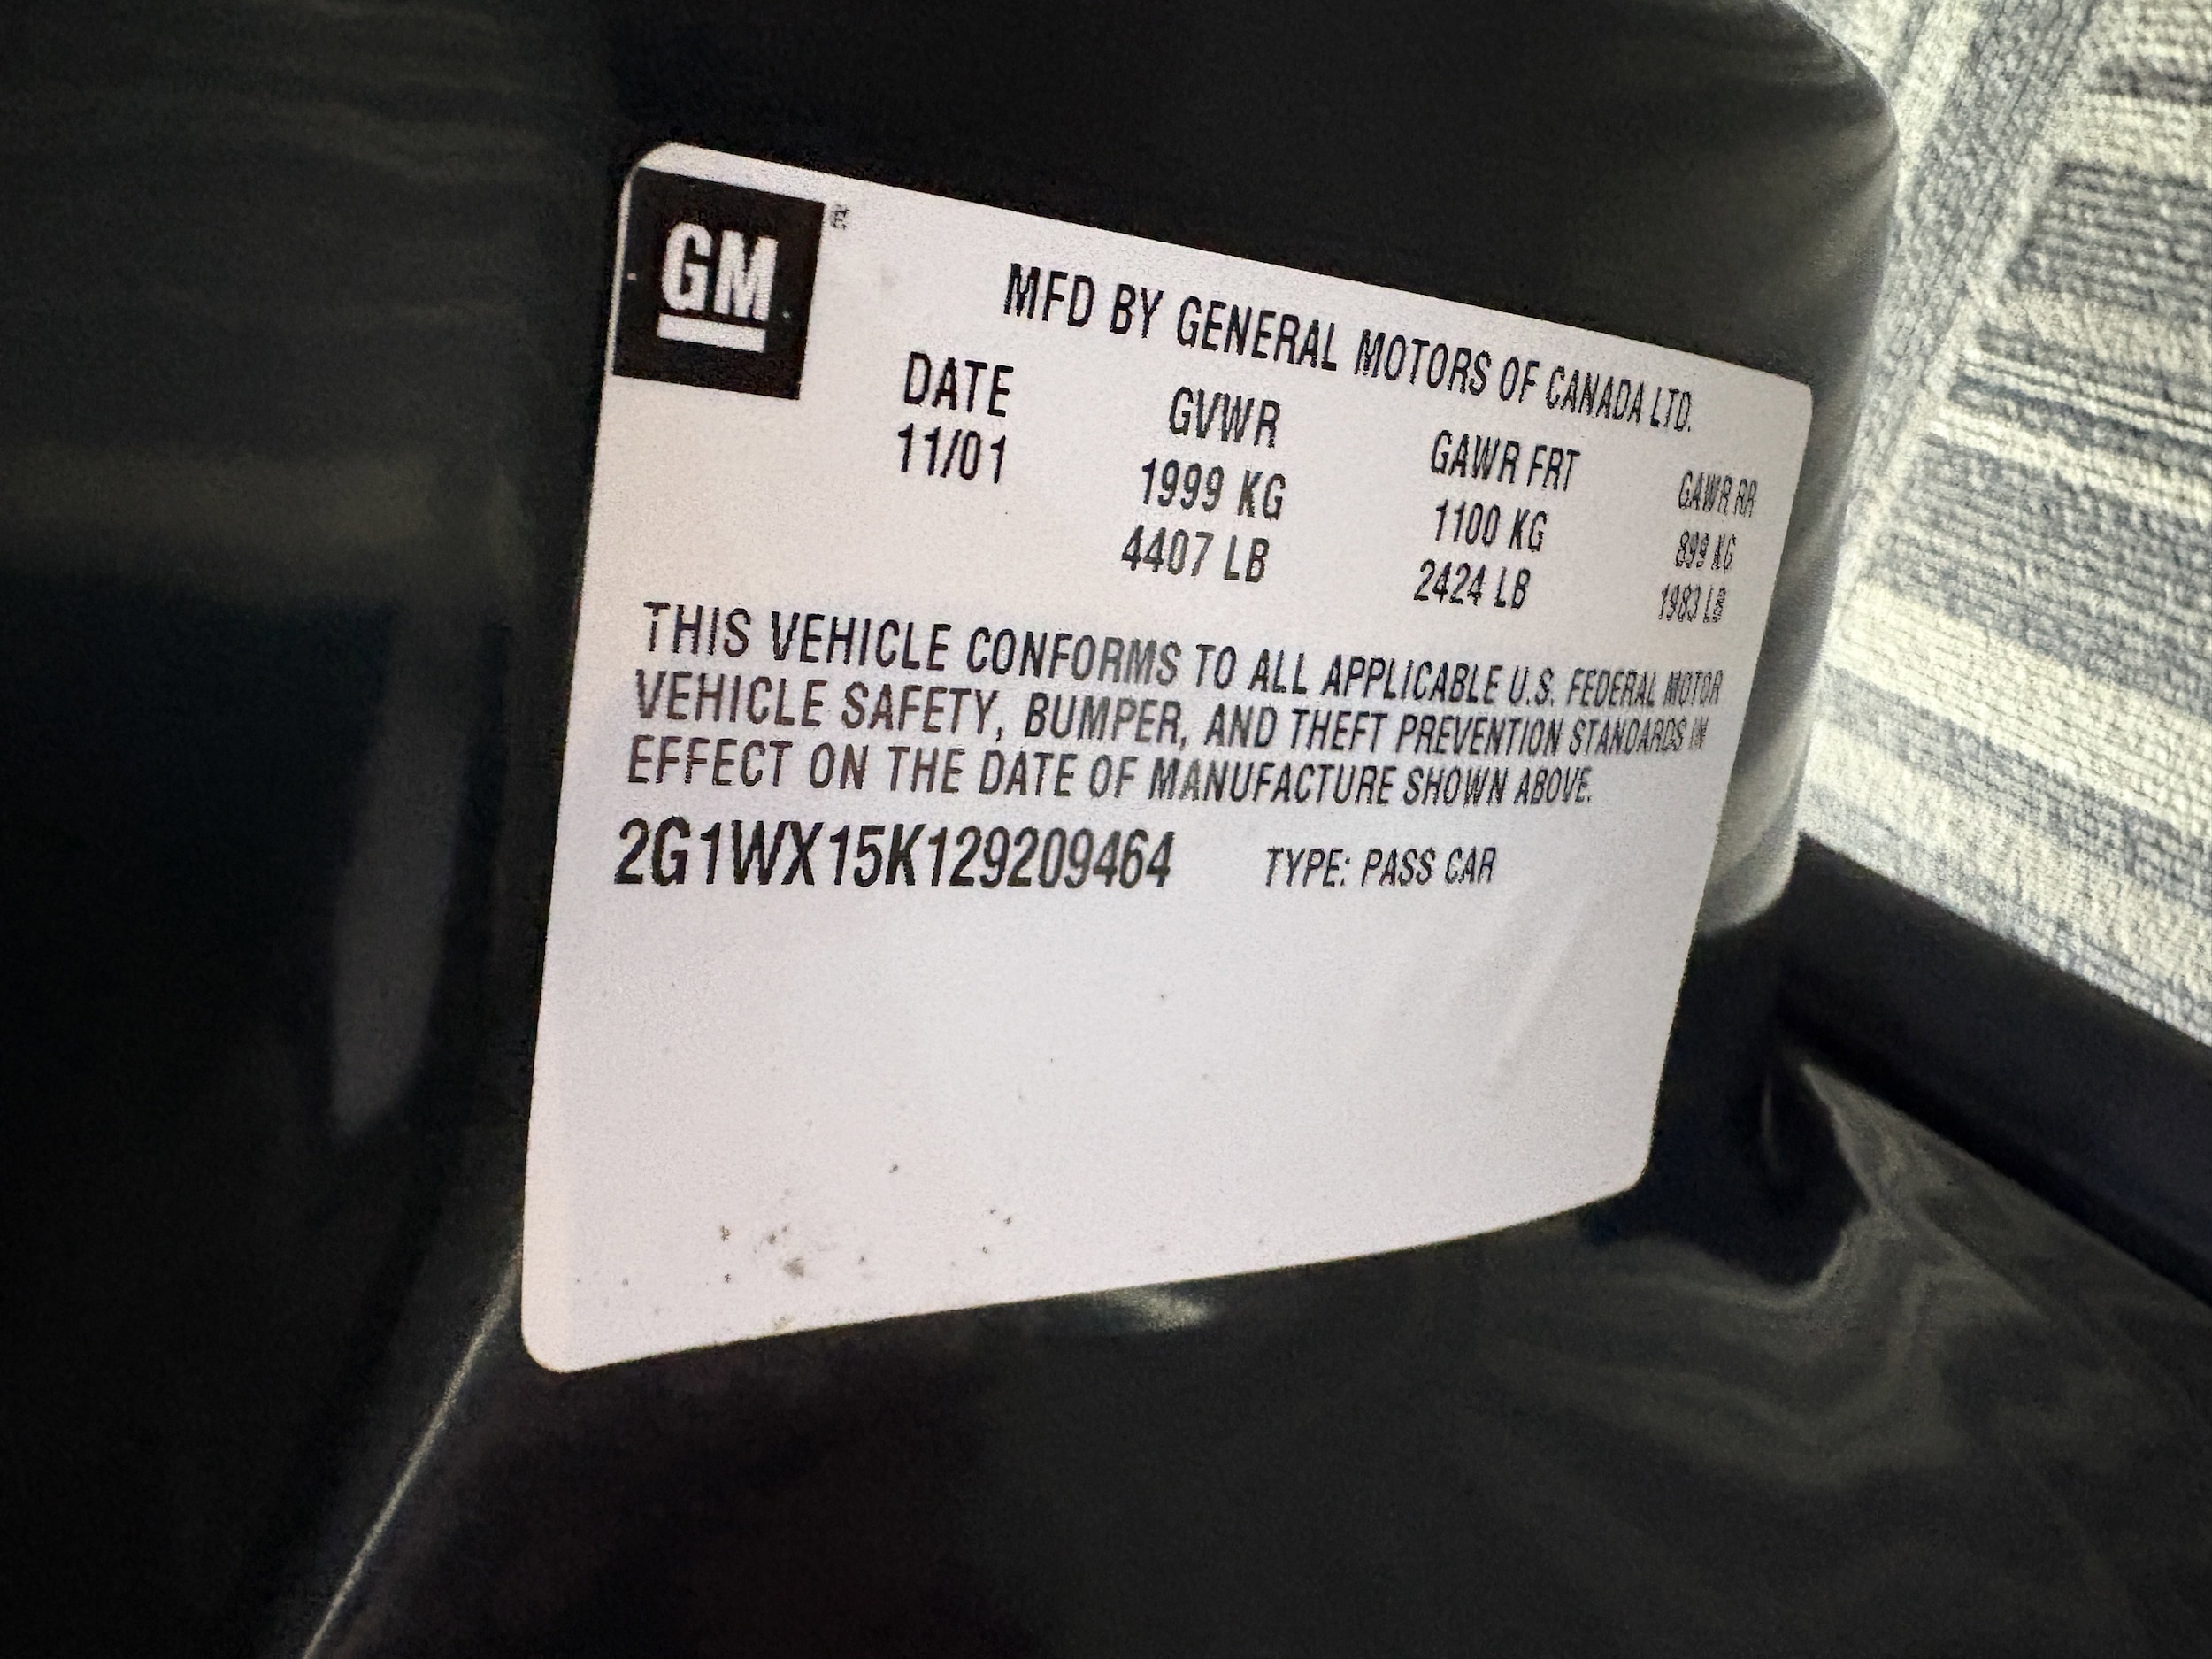 GM
MFD BY GENERAL MOTORS OF CANADA LTD.
DATE GVWR GAWR FRT GAWR RR
11/01 1999 KG 1100 KG 899 KG
4407 LB 2424 LB 1983 LB
THIS VEHICLE CONFORMS TO ALL APPLICABLE U.S. FEDERAL MOTOR
VEHICLE SAFETY, BUMPER, AND THEFT PREVENTION STANDARDS IN
EFFECT ON THE DATE OF MANUFACTURE SHOWN ABOVE.
2G1WX15K129209464 TYPE: PASS CAR